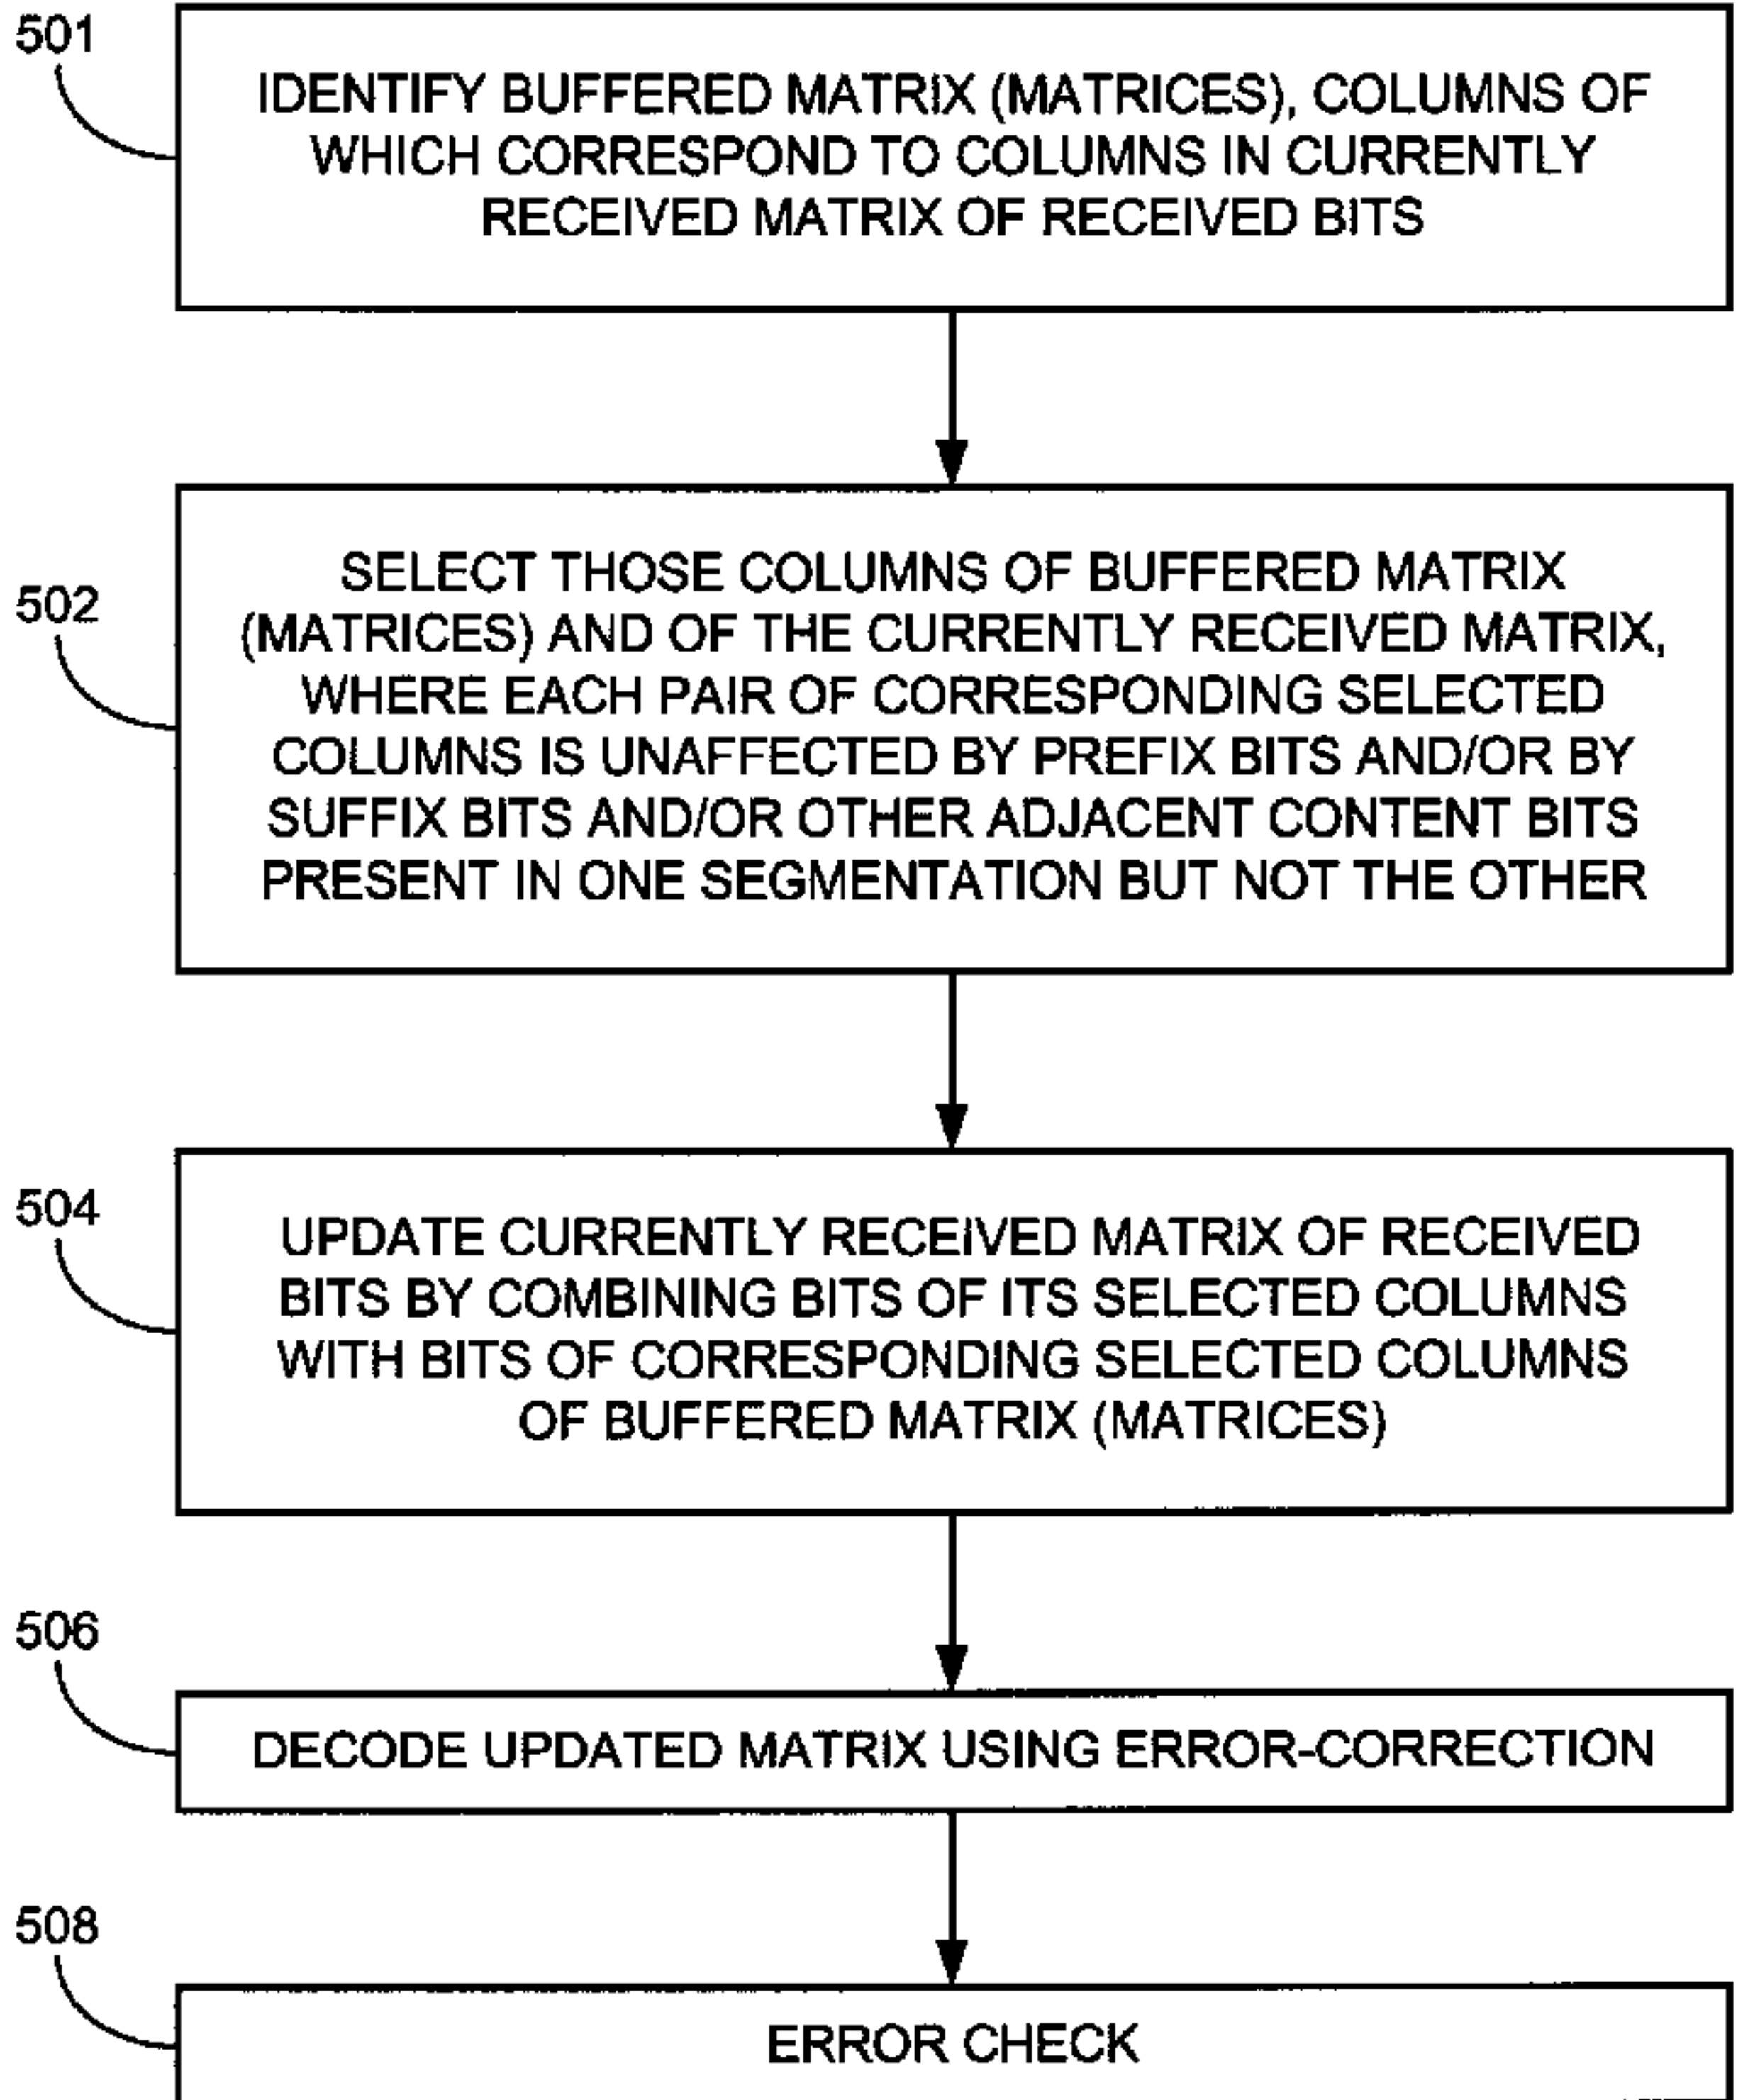 501
IDENTIFY BUFFERED MATRIX (MATRICES), COLUMNS OF
WHICH CORRESPOND TO COLUMNS IN CURRENTLY
RECEIVED MATRIX OF RECEIVED BITS
502
SELECT THOSE COLUMNS OF BUFFERED MATRIX
(MATRICES) AND OF THE CURRENTLY RECEIVED MATRIX,
WHERE EACH PAIR OF CORRESPONDING SELECTED
COLUMNS IS UNAFFECTED BY PREFIX BITS AND/OR BY
SUFFIX BITS AND/OR OTHER ADJACENT CONTENT BITS
PRESENT IN ONE SEGMENTATION BUT NOT THE OTHER
504
UPDATE CURRENTLY RECEIVED MATRIX OF RECEIVED
BITS BY COMBINING BITS OF ITS SELECTED COLUMNS
WITH BITS OF CORRESPONDING SELECTED COLUMNS
OF BUFFERED MATRIX (MATRICES)
506
DECODE UPDATED MATRIX USING ERROR-CORRECTION
508
ERROR CHECK